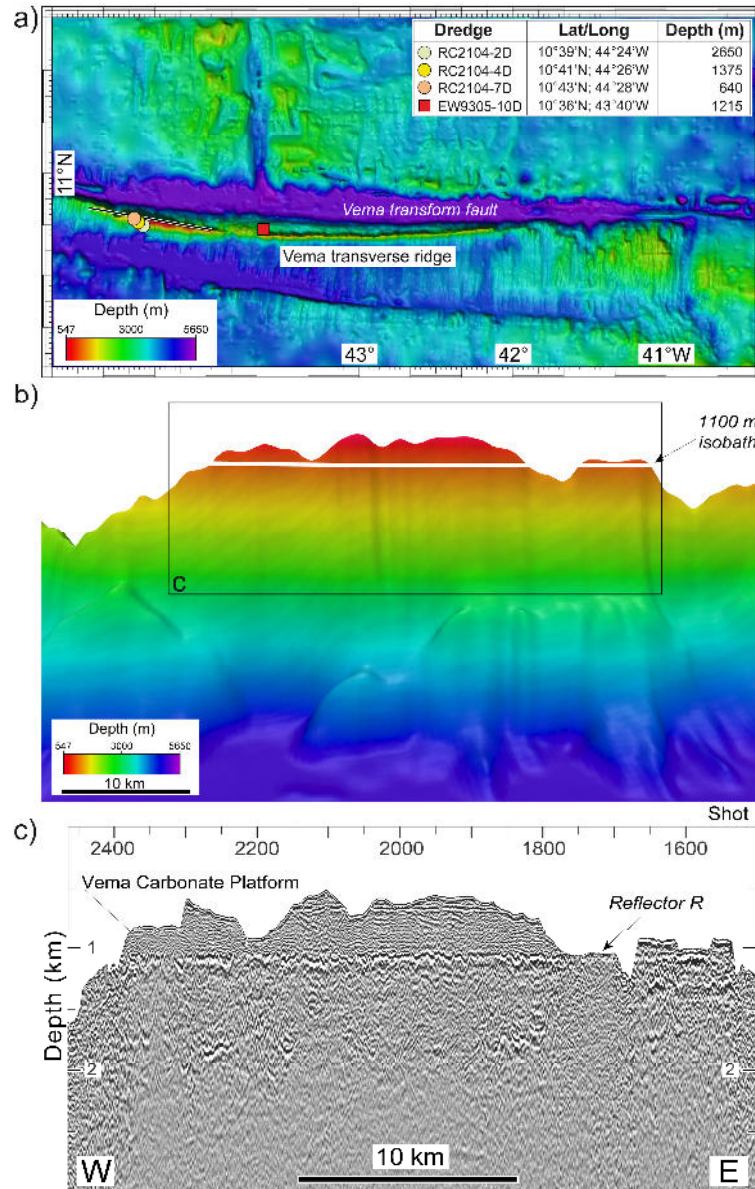 a)
Dredge Lat/Long Depth (m)
RC2104-2D 10°39'N; 44°24'W 2650
RC2104-4D 10°41'N; 44°26'W 1375
RC2104-7D 10°43'N; 44°28'W 640
EW9305-10D 10°36'N; 43°40'W 1215
11°N
Vema transform fault
Vema transverse ridge
Depth (m)
547 3000 5650
43° 42° 41°W
b)
1100 m
isobath
C
Depth (m)
547 3000 5650
10 km
Shot
c)
2400 2200 2000 1800 1600
Vema Carbonate Platform
Reflector R
Depth (km)
1
2 2
10 km
W E